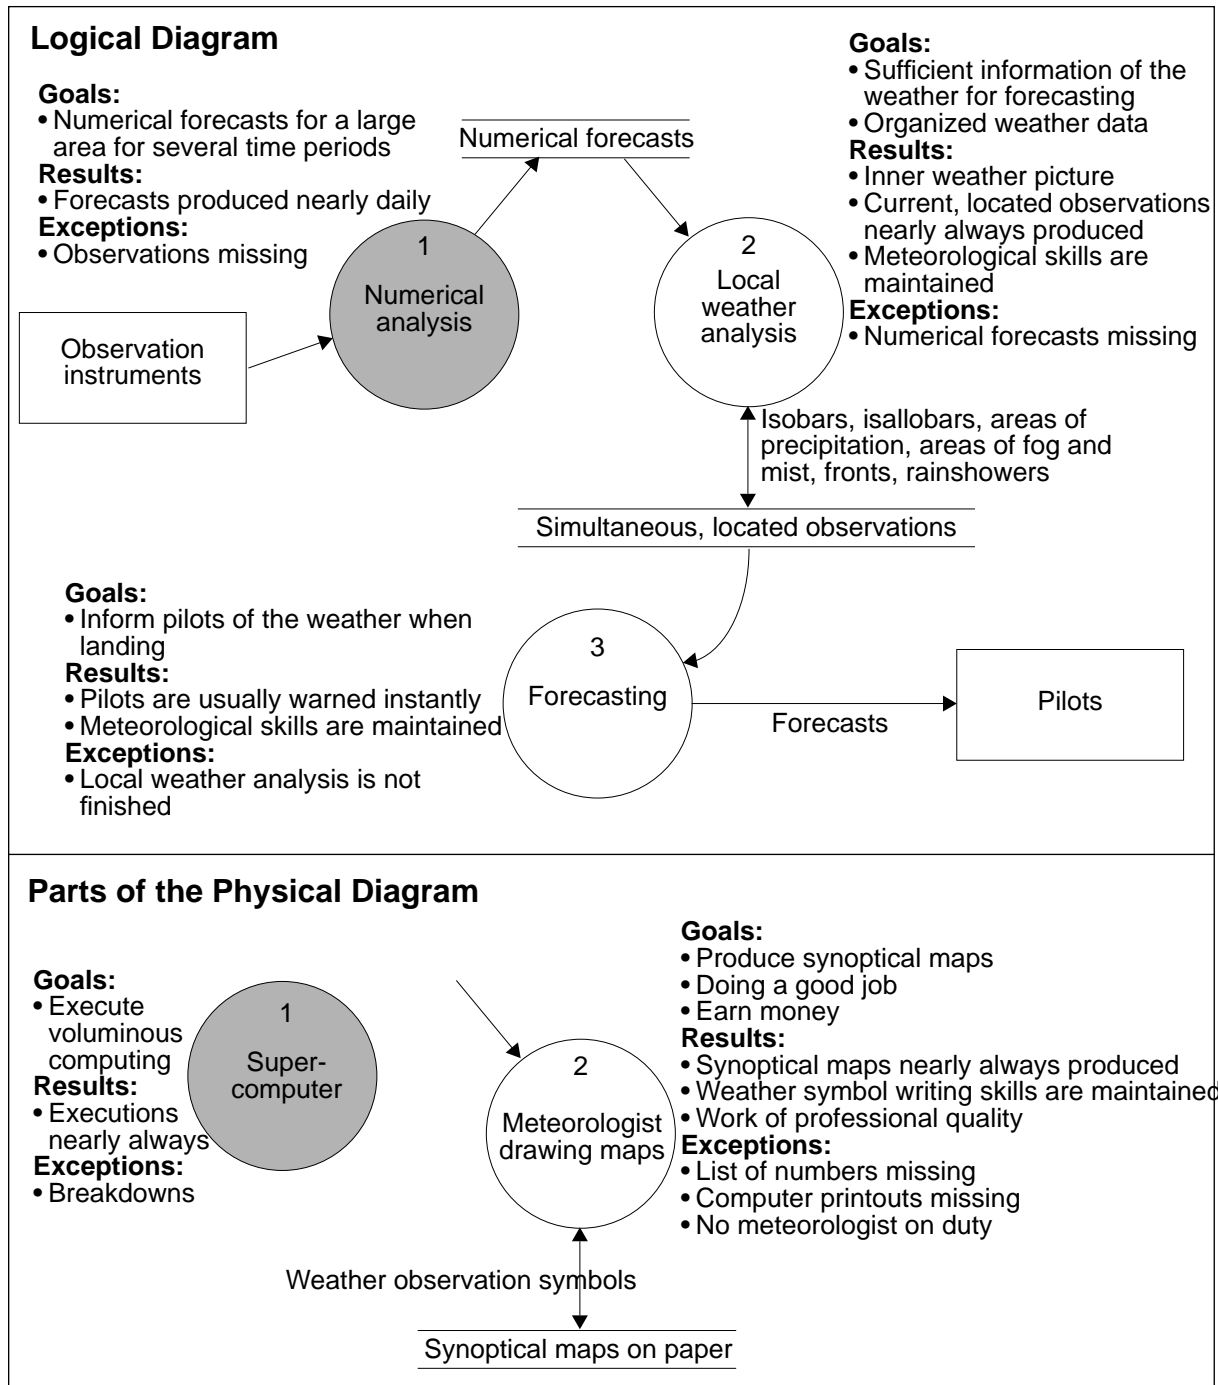 Logical Diagram
Goals:
• Numerical forecasts for a large
area for several time periods
Results:
• Forecasts produced nearly daily
Exceptions:
• Observations missing
Numerical forecasts
Goals:
• Sufficient information of the
weather for forecasting
• Organized weather data
Results:
• Inner weather picture
• Current, located observations
nearly always produced
• Meteorological skills are
maintained
Exceptions:
• Numerical forecasts missing
1
Numerical
analysis
2
Local
weather
analysis
Observation
instruments
Isobars, isallobars, areas of
precipitation, areas of fog and
mist, fronts, rainshowers
Simultaneous, located observations
Goals:
• Inform pilots of the weather when
landing
Results:
• Pilots are usually warned instantly
• Meteorological skills are maintained
Exceptions:
• Local weather analysis is not
finished
3
Forecasting
Forecasts
Pilots
Parts of the Physical Diagram
Goals:
• Execute
voluminous
computing
Results:
• Executions
nearly always
Exceptions:
• Breakdowns
1
Super-
computer
2
Meteorologist
drawing maps
Goals:
• Produce synoptical maps
• Doing a good job
• Earn money
Results:
• Synoptical maps nearly always produced
• Weather symbol writing skills are maintained
• Work of professional quality
Exceptions:
• List of numbers missing
• Computer printouts missing
• No meteorologist on duty
Weather observation symbols
Synoptical maps on paper